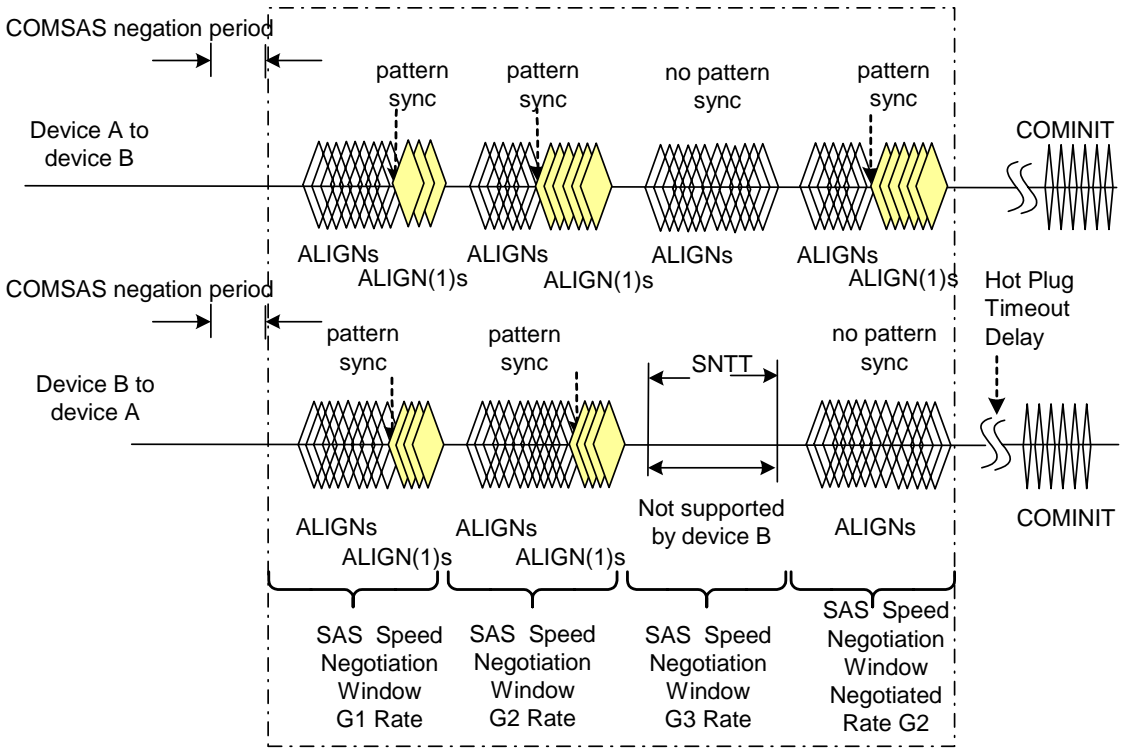 COMSAS negation period
pattern
sync
pattern
sync
no pattern
sync
pattern
sync
Device A to
device B
COMINIT
ALIGNs
ALIGN(1)s
ALIGNs
ALIGN(1)s
ALIGNs
ALIGNs
ALIGN(1)s
COMSAS negation period
Hot Plug
Timeout
Delay
pattern
sync
pattern
sync
SNTT
no pattern
sync
Device B to
device A
Not supported
by device B
COMINIT
ALIGNs
ALIGN(1)s
ALIGNs
ALIGN(1)s
ALIGNs
SAS Speed
Negotiation
Window
G1 Rate
SAS Speed
Negotiation
Window
G2 Rate
SAS Speed
Negotiation
Window
G3 Rate
SAS Speed
Negotiation
Window
Negotiated
Rate G2